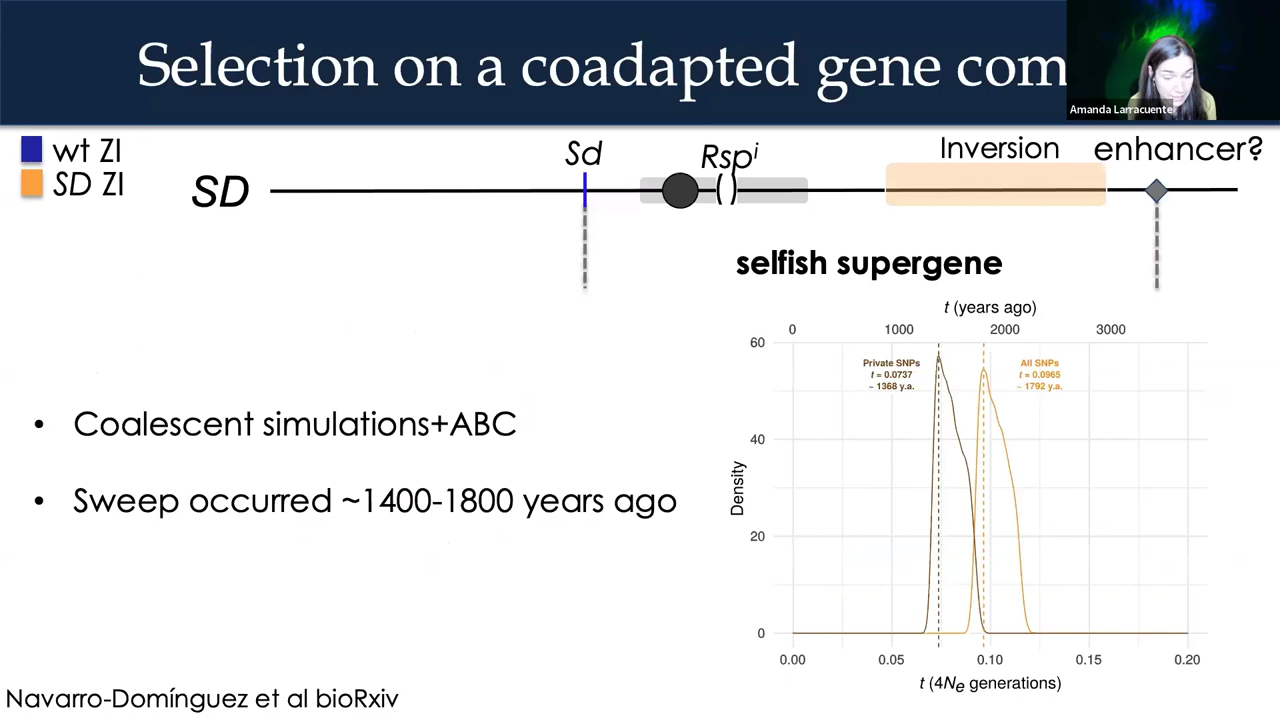 Selection on a coadapted gene com
Amanda Larracuente
wt ZI
SD ZI
SD
Sd
Rspⁱ
Inversion
enhancer?
selfish supergene
t (years ago)
0 1000 2000 3000
60
40
20
0
Density
Private SNPs
t = 0.0737
~ 1368 y.a.
All SNPs
t = 0.0965
~ 1792 y.a.
0.00 0.05 0.10 0.15 0.20
t (4Nₑ generations)
• Coalescent simulations+ABC
• Sweep occurred ~1400-1800 years ago
Navarro-Domínguez et al bioRxiv